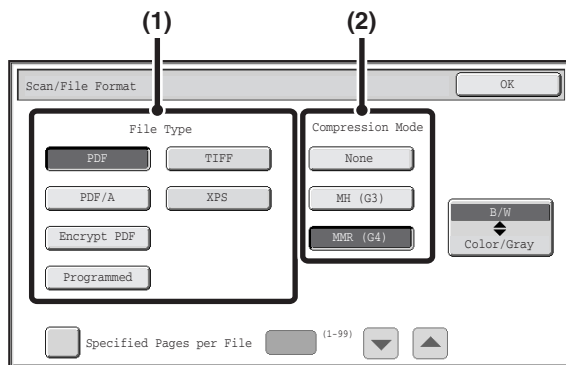 (1) (2)
Scan/File Format OK
File Type Compression Mode
PDF TIFF None
PDF/A XPS MH (G3)
B/W
Encrypt PDF MMR (G4) Color/Gray
Programmed
Specified Pages per File (1-99)